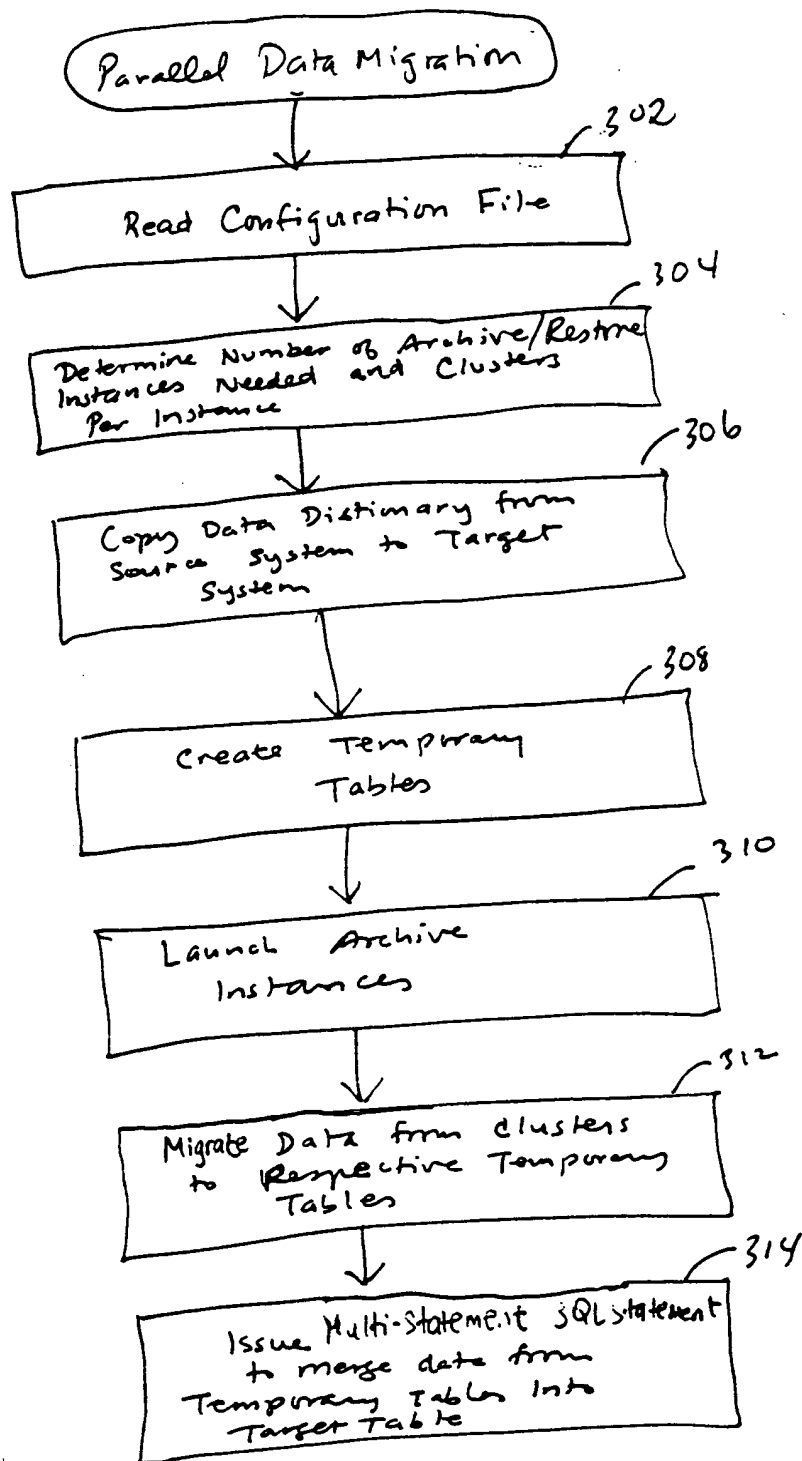 Parallel Data Migration
302
Read Configuration File
304
Determine Number of Archive/Restore
Instances Needed and Clusters
Per Instance
306
Copy Data Distionary from
Source System to Target
System
308
Create Temporary
Tables
310
Launch Archive
Instances
312
Migrate Data from Clusters
to Respective Temporary
Tables
314
Issue Multi-Statement SQL statement
to merge data from
Temporary Tables Into
Target Table